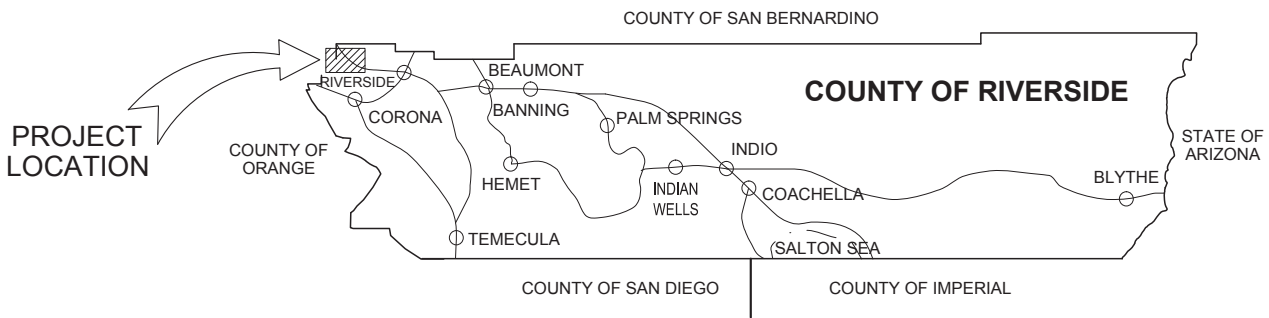 COUNTY OF SAN BERNARDINO
PROJECT
LOCATION
RIVERSIDE
CORONA
COUNTY OF
ORANGE
BEAUMONT
BANNING
PALM SPRINGS
COUNTY OF RIVERSIDE
STATE OF
ARIZONA
HEMET
INDIAN
WELLS
INDIO
COACHELLA
BLYTHE
TEMECULA
SALTON SEA
COUNTY OF SAN DIEGO
COUNTY OF IMPERIAL